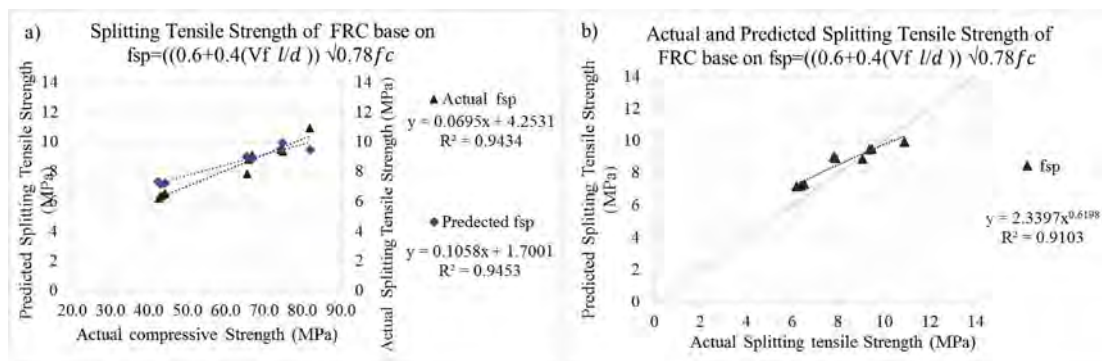 a) Splitting Tensile Strength of FRC base on
fsp=((0.6+0.4(Vf l/d )) √0.78fc
Predicted Splitting Tensile Strength
(MPa)
14
12
10
8
6
4
2
0
14
12
10
8
6
4
2
0
Actual Splitting Tensile Strength (MPa)
20.0 30.0 40.0 50.0 60.0 70.0 80.0 90.0
Actual compressive Strength (MPa)
Actual fsp
y = 0.0695x + 4.2531
R² = 0.9434
Predected fsp
y = 0.1058x + 1.7001
R² = 0.9453
b) Actual and Predicted Splitting Tensile Strength of
FRC base on fsp=((0.6+0.4(Vf l/d )) √0.78fc
Predicted Splitting Tensile Strength
(MPa)
14
12
10
8
6
4
2
0
0 2 4 6 8 10 12 14
Actual Splitting tensile Strength (MPa)
fsp
y = 2.3397x^0.6198
R² = 0.9103